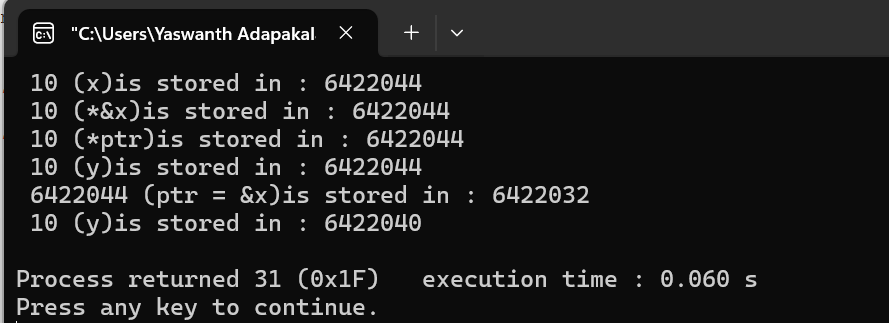 "C:\Users\Yaswanth Adapakal
10 (x)is stored in : 6422044
10 (*&x)is stored in : 6422044
10 (*ptr)is stored in : 6422044
10 (y)is stored in : 6422044
6422044 (ptr = &x)is stored in : 6422032
10 (y)is stored in : 6422040
Process returned 31 (0x1F)   execution time : 0.060 s
Press any key to continue.